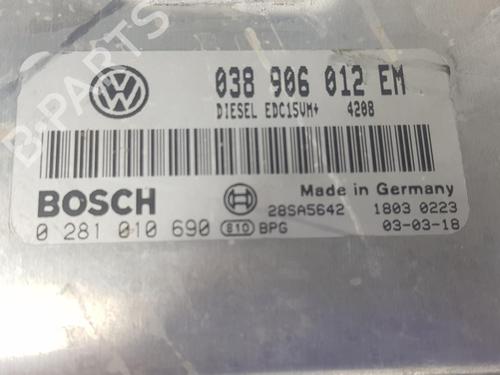 B-PARTS
038 906 012 EM
DIESEL EDC15VM+ 4208
BOSCH
Made in Germany
28SA5642 1803 0223
0 281 010 690 810 BPG 03-03-18